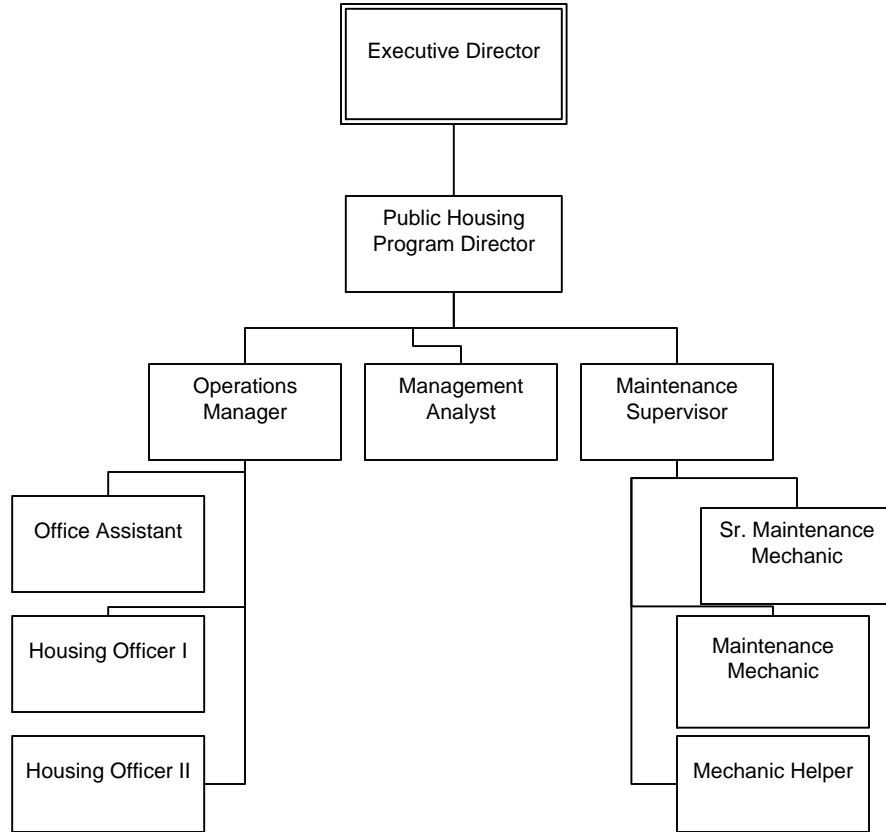 Executive Director
Public Housing
Program Director
Operations
Manager
Management
Analyst
Maintenance
Supervisor
Office Assistant
Sr. Maintenance
Mechanic
Housing Officer I
Maintenance
Mechanic
Housing Officer II
Mechanic Helper